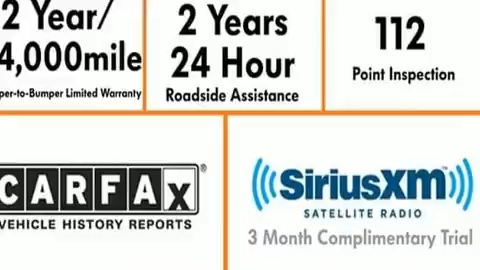 2 Year/
4,000mile
per-to-Bumper Limited Warranty
2 Years
24 Hour
Roadside Assistance
112
Point Inspection
CARFAX®
VEHICLE HISTORY REPORTS
((SiriusXM))™
SATELLITE RADIO
3 Month Complimentary Trial